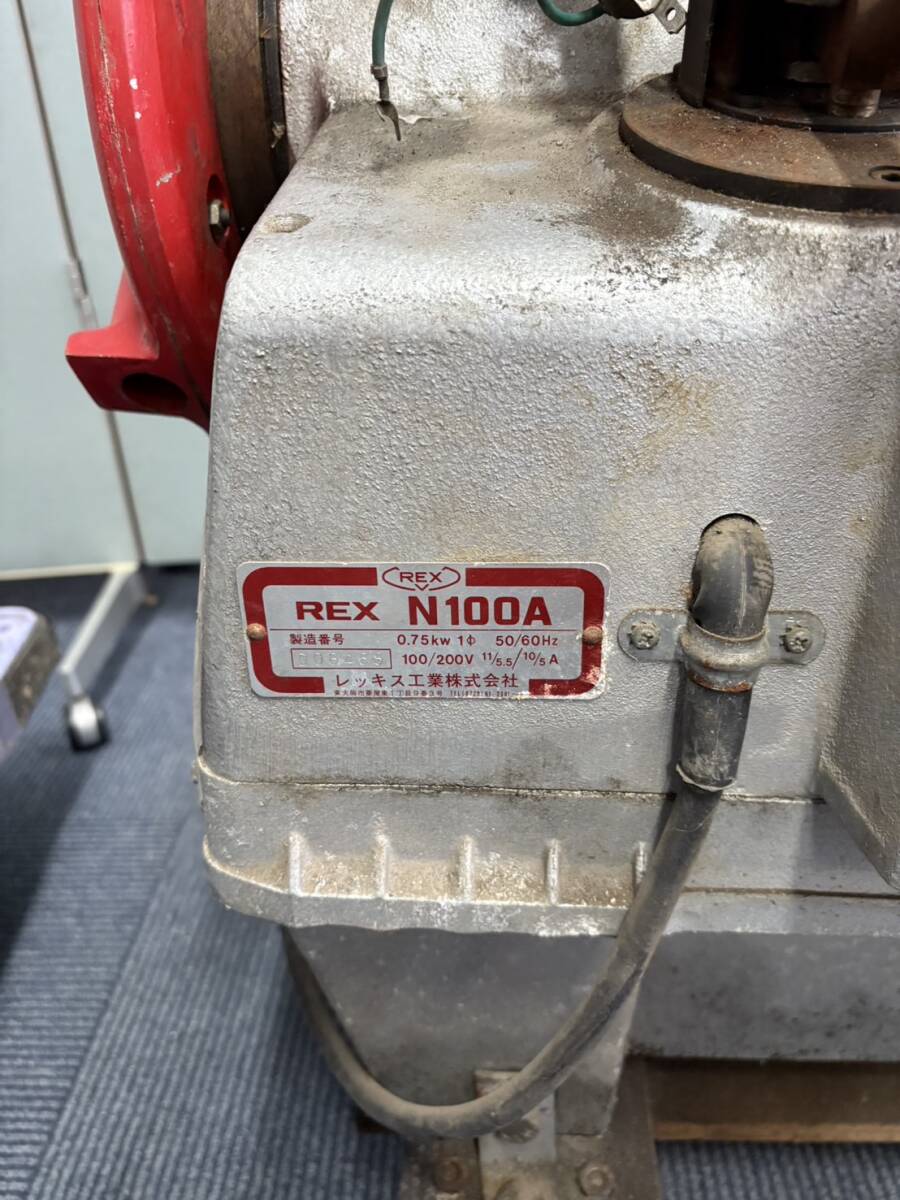 REX
REX N100A
製造番号 0.75kw 1Φ 50/60Hz
100/200V 11/5.5/10/5 A
レッキス工業株式会社